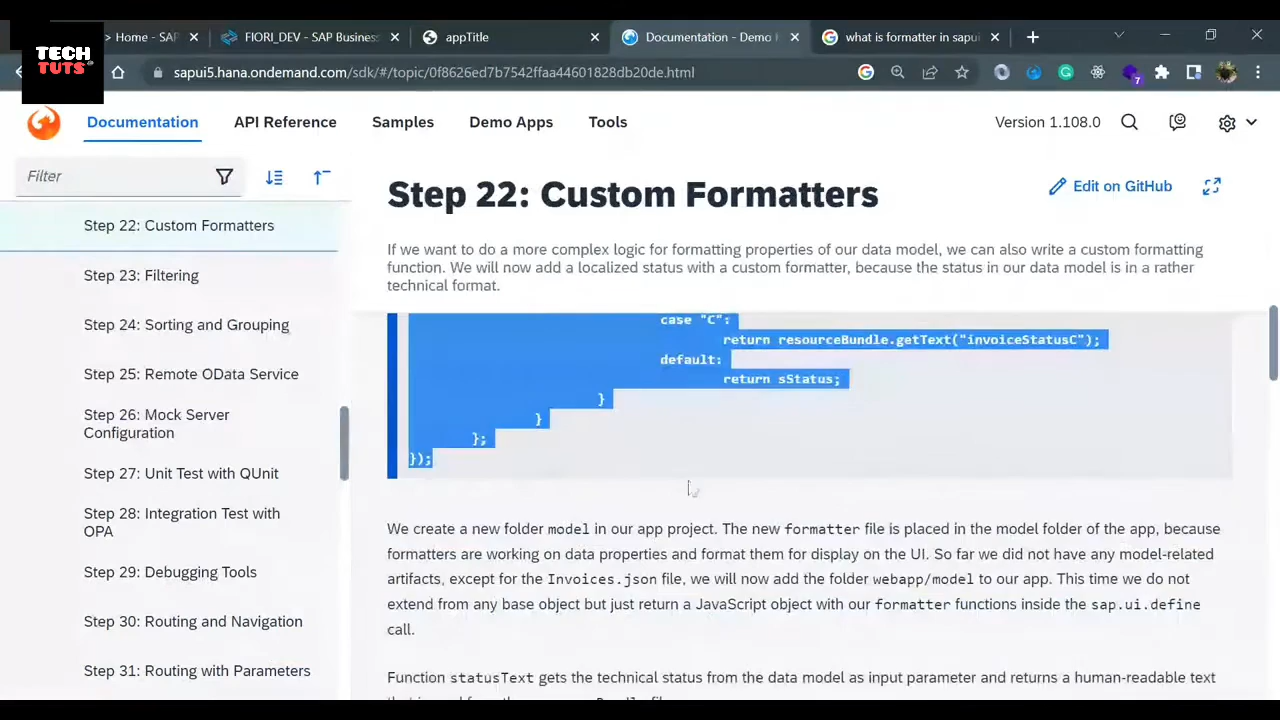 Home - SAP
FIORI_DEV - SAP Business
appTitle
Documentation - Demo
what is formatter in sapui
TECH
TUTS
sapui5.hana.ondemand.com/sdk/#/topic/0f8626ed7b7542ffaa44601828db20de.html
7
Documentation
API Reference
Samples
Demo Apps
Tools
Version 1.108.0
Filter
Step 22: Custom Formatters
Step 23: Filtering
Step 24: Sorting and Grouping
Step 25: Remote OData Service
Step 26: Mock Server
Configuration
Step 27: Unit Test with QUnit
Step 28: Integration Test with
OPA
Step 29: Debugging Tools
Step 30: Routing and Navigation
Step 31: Routing with Parameters
Step 22: Custom Formatters
Edit on GitHub
If we want to do a more complex logic for formatting properties of our data model, we can also write a custom formatting
function. We will now add a localized status with a custom formatter, because the status in our data model is in a rather
technical format.
case "C":
return resourceBundle.getText("invoiceStatusC");
default:
return sStatus;
}
}
};
});
We create a new folder model in our app project. The new formatter file is placed in the model folder of the app, because
formatters are working on data properties and format them for display on the UI. So far we did not have any model-related
artifacts, except for the Invoices.json file, we will now add the folder webapp/model to our app. This time we do not
extend from any base object but just return a JavaScript object with our formatter functions inside the sap.ui.define
call.
Function statusText gets the technical status from the data model as input parameter and returns a human-readable text